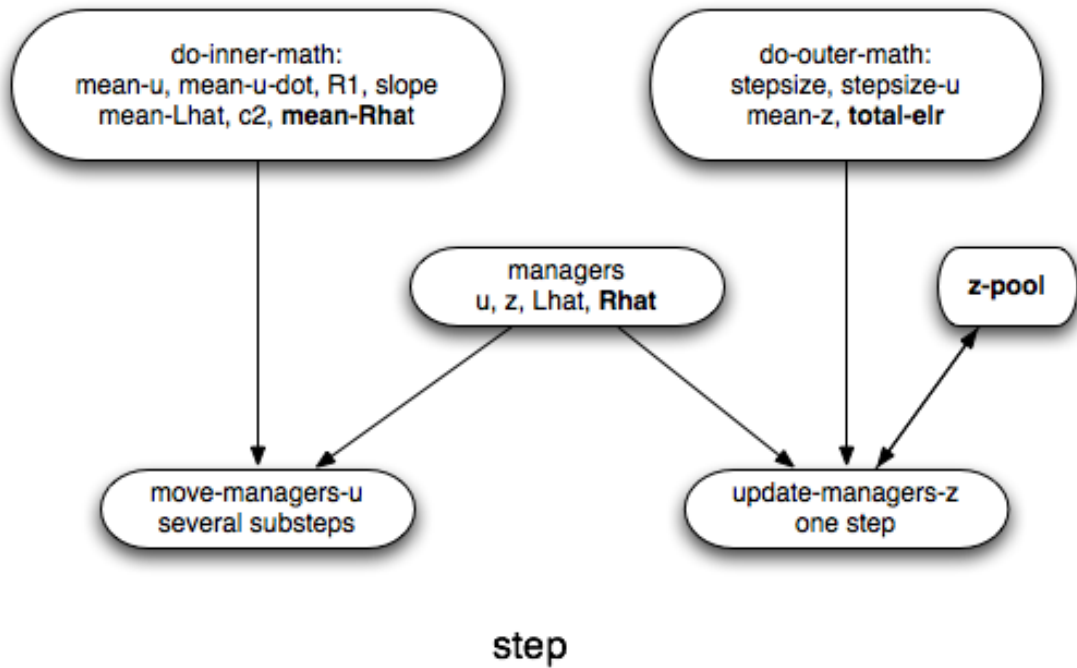 do-inner-math:
mean-u, mean-u-dot, R1, slope
mean-Lhat, c2, mean-Rhat
do-outer-math:
stepsize, stepsize-u
mean-z, total-elr
managers
u, z, Lhat, Rhat
z-pool
move-managers-u
several substeps
update-managers-z
one step
step